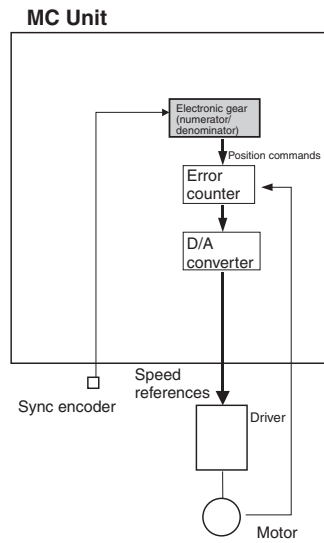 MC Unit
Electronic gear
(numerator/
denominator)
Position commands
Error
counter
D/A
converter
Speed
references
Sync encoder
Driver
Motor